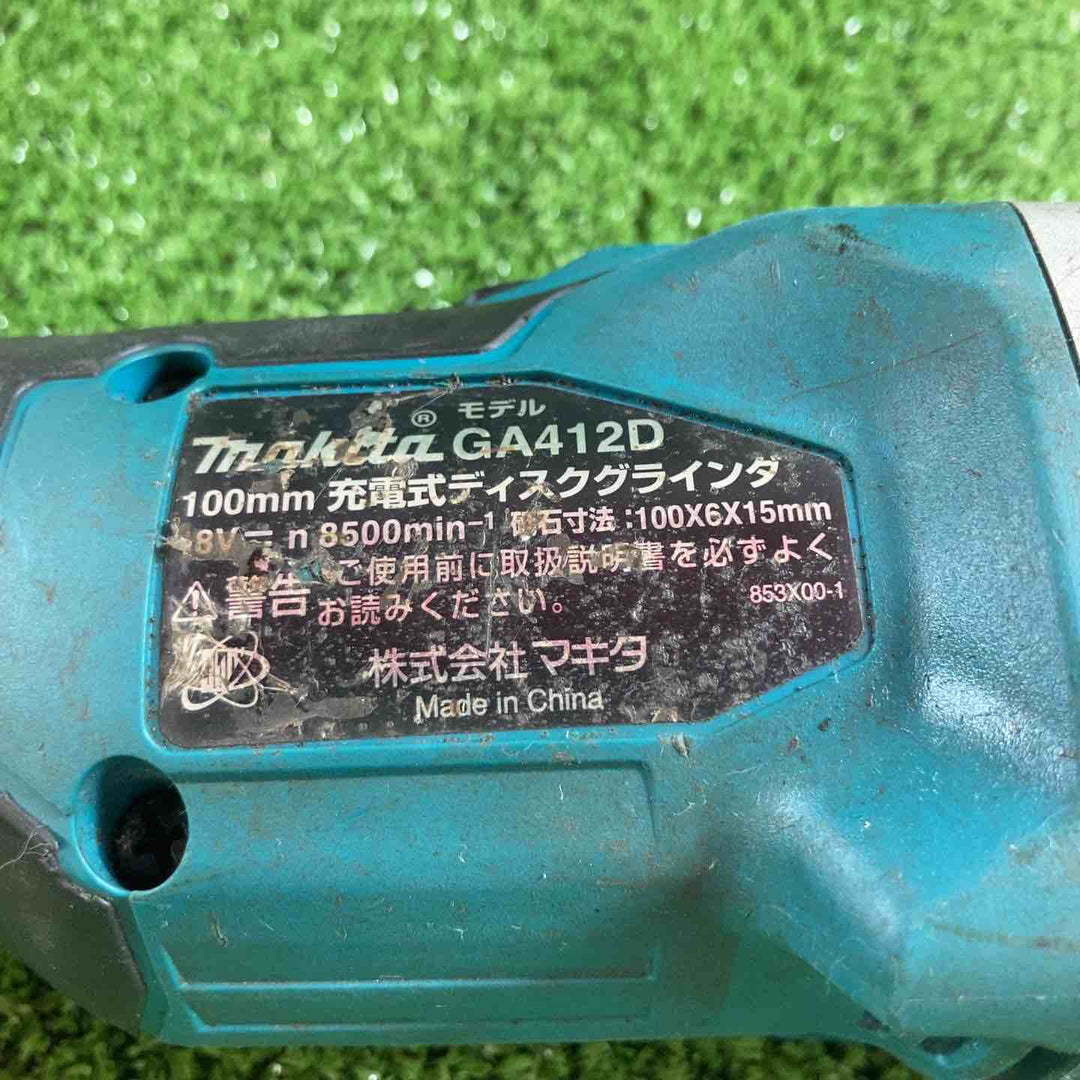 モデル
makita® GA412D
100mm 充電式ディスクグラインダ
8V⎓ n 8500min-1 砥石寸法:100X6X15mm
⚠警告 ご使用前に取扱説明書を必ずよく
お読みください。
853X00-1
株式会社マキタ
Made in China